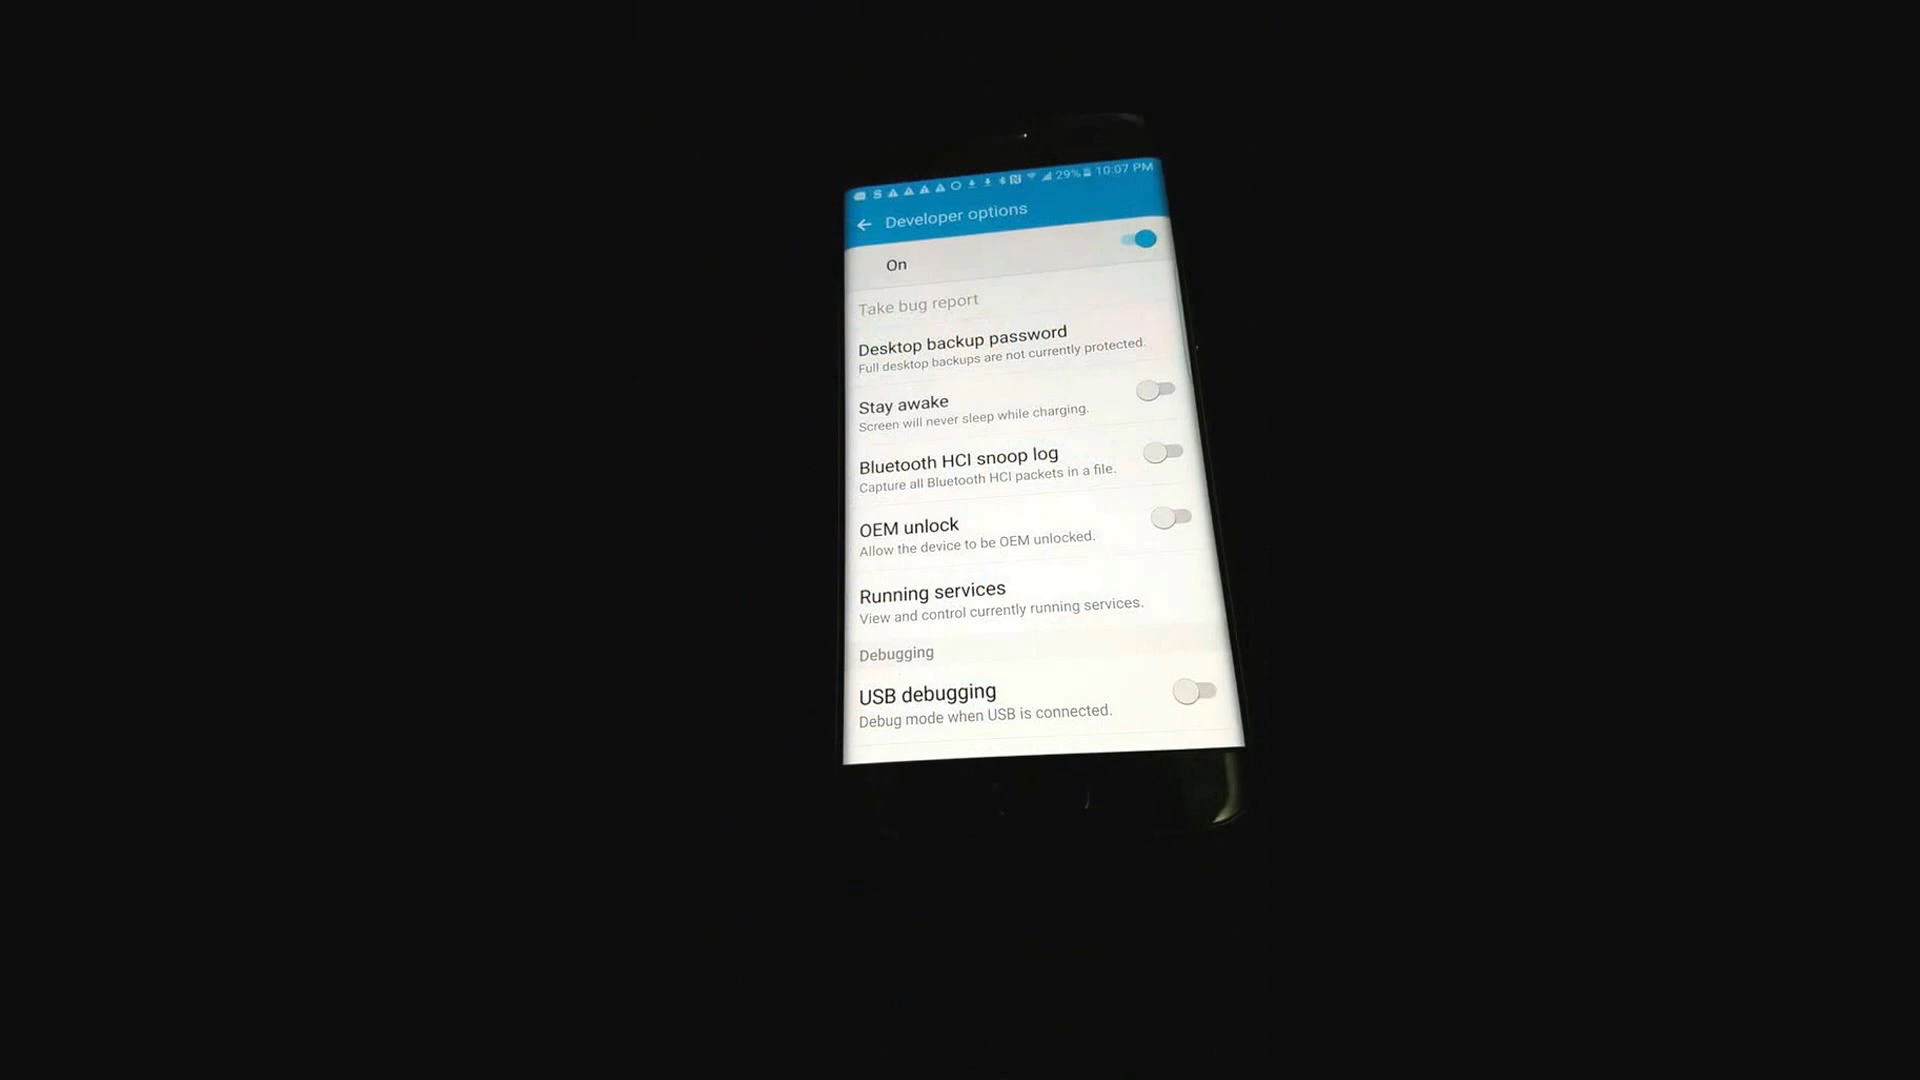 29% 10:07 PM
Developer options
On
Take bug report
Desktop backup password
Full desktop backups are not currently protected.
Stay awake
Screen will never sleep while charging.
Bluetooth HCI snoop log
Capture all Bluetooth HCI packets in a file.
OEM unlock
Allow the device to be OEM unlocked.
Running services
View and control currently running services.
Debugging
USB debugging
Debug mode when USB is connected.